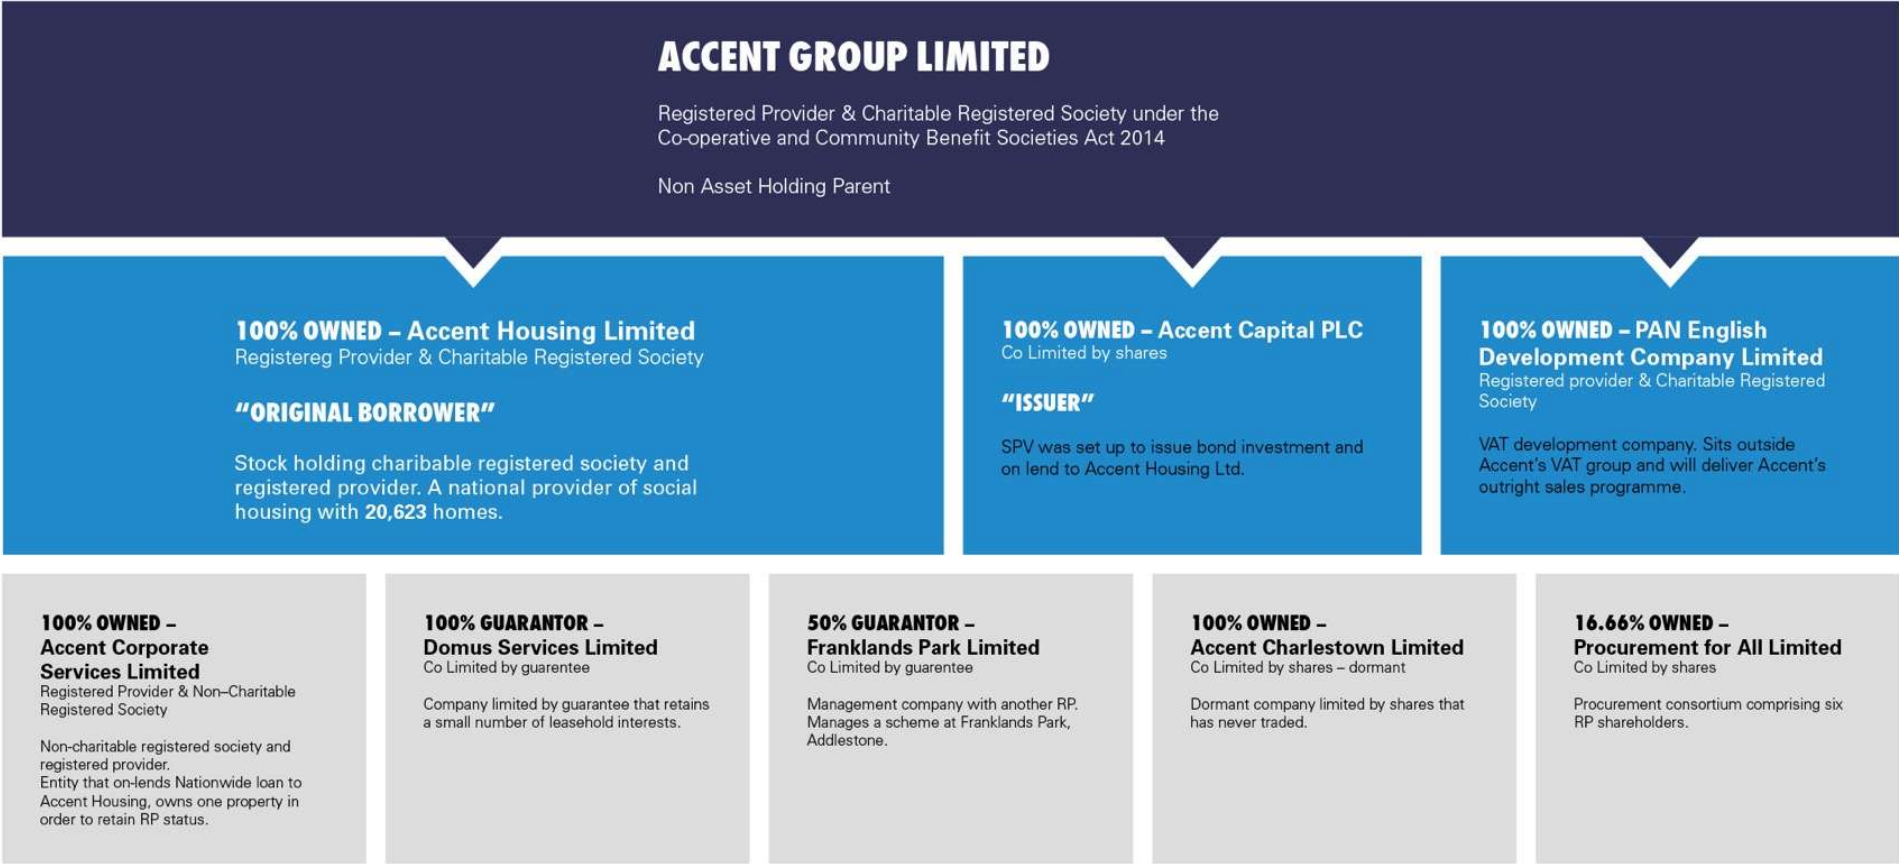 ACCENT GROUP LIMITED
Registered Provider & Charitable Registered Society under the
Co-operative and Community Benefit Societies Act 2014
Non Asset Holding Parent
100% OWNED – Accent Housing Limited
Registereg Provider & Charitable Registered Society
“ORIGINAL BORROWER”
Stock holding charibable registered society and
registered provider. A national provider of social
housing with 20,623 homes.
100% OWNED – Accent Capital PLC
Co Limited by shares
“ISSUER”
SPV was set up to issue bond investment and
on lend to Accent Housing Ltd.
100% OWNED – PAN English
Development Company Limited
Registered provider & Charitable Registered
Society
VAT development company. Sits outside
Accent’s VAT group and will deliver Accent’s
outright sales programme.
100% OWNED –
Accent Corporate
Services Limited
Registered Provider & Non–Charitable
Registered Society
Non-charitable registered society and
registered provider.
Entity that on-lends Nationwide loan to
Accent Housing, owns one property in
order to retain RP status.
100% GUARANTOR –
Domus Services Limited
Co Limited by guarentee
Company limited by guarantee that retains
a small number of leasehold interests.
50% GUARANTOR –
Franklands Park Limited
Co Limited by guarentee
Management company with another RP.
Manages a scheme at Franklands Park,
Addlestone.
100% OWNED –
Accent Charlestown Limited
Co Limited by shares – dormant
Dormant company limited by shares that
has never traded.
16.66% OWNED –
Procurement for All Limited
Co Limited by shares
Procurement consortium comprising six
RP shareholders.